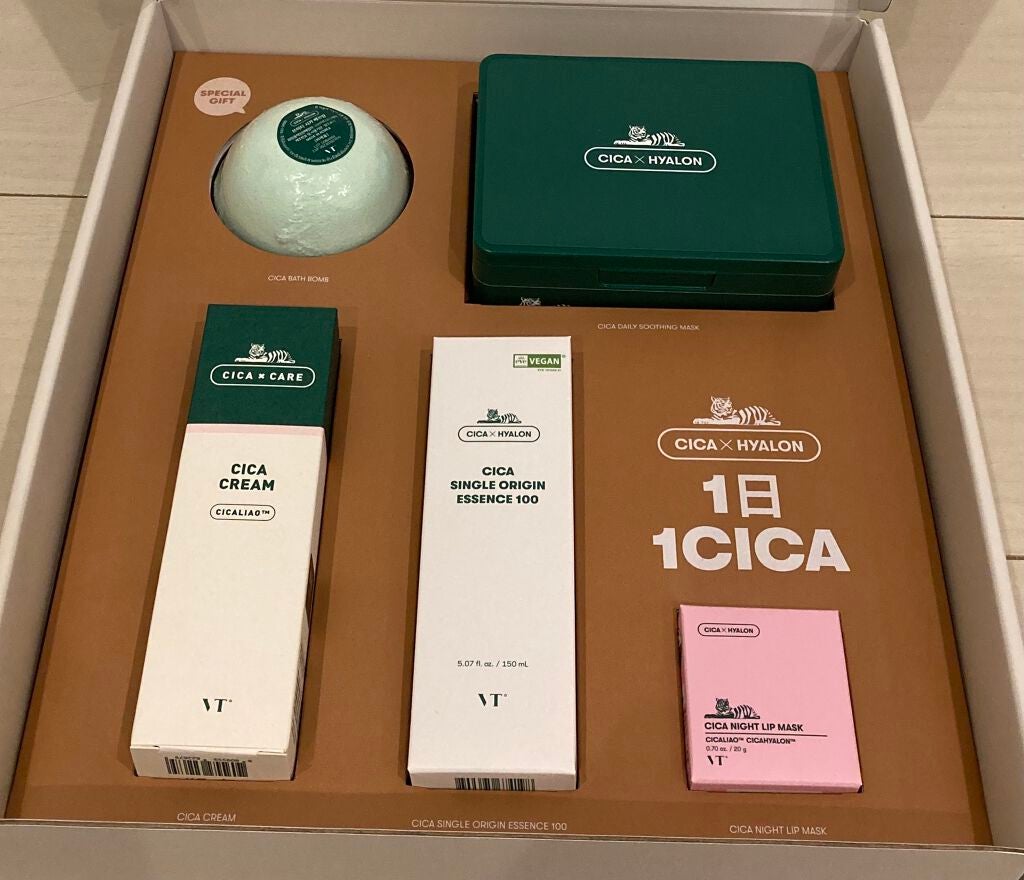 SPECIAL
GIFT
VT
CICA BATH BOMB
CICA × HYALON
CICA DAILY SOOTHING MASK
CICA × CARE
CICA
CREAM
CICALIAO™
VT
CICA CREAM
VEGAN
CICA × HYALON
CICA
SINGLE ORIGIN
ESSENCE 100
5.07 fl. oz. / 150 mL
VT
CICA SINGLE ORIGIN ESSENCE 100
CICA × HYALON
1日
1CICA
CICA × HYALON
CICA NIGHT LIP MASK
CICALIAO™ CICAHYALON™
0.70 oz. / 20 g
VT
CICA NIGHT LIP MASK